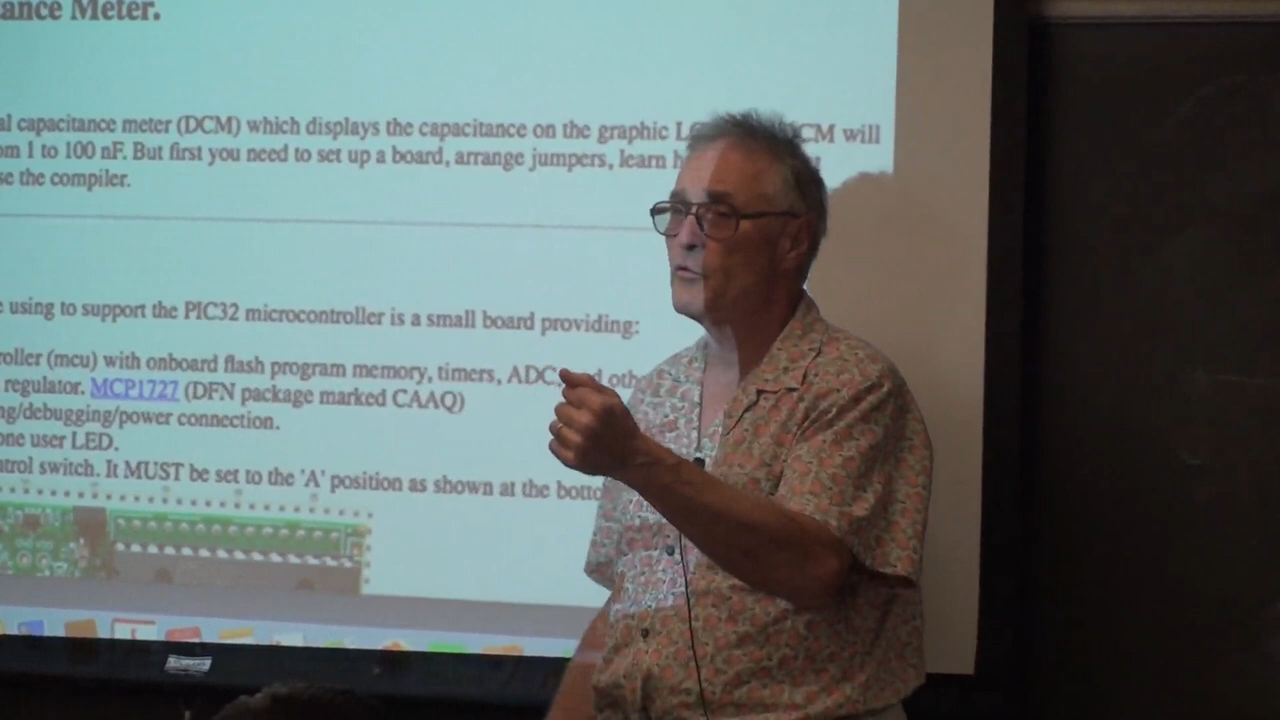 ance Meter.
al capacitance meter (DCM) which displays the capacitance on the graphic CM will
om 1 to 100 nF. But first you need to set up a board, arrange jumpers, learn
se the compiler.
e using to support the PIC32 microcontroller is a small board providing:
roller (mcu) with onboard flash program memory, timers, ADC, oth
regulator. MCP1727 (DFN package marked CAAQ)
ng/debugging/power connection.
one user LED.
ntrol switch. It MUST be set to the 'A' position as shown at the botto